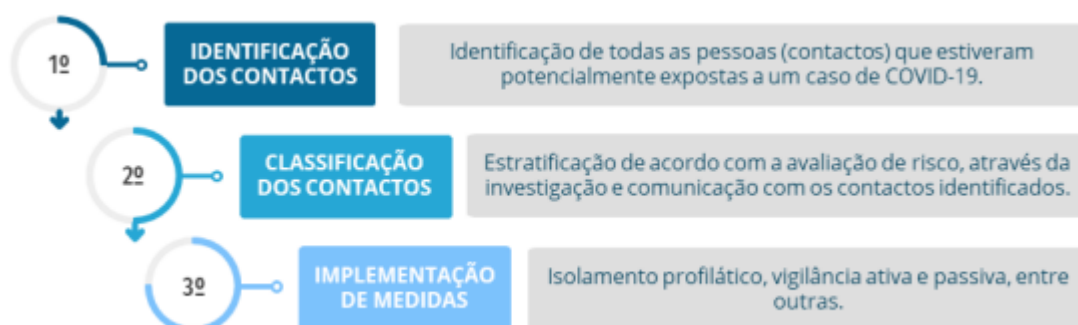 1º
IDENTIFICAÇÃO
DOS CONTACTOS
Identificação de todas as pessoas (contactos) que estiveram
potencialmente expostas a um caso de COVID-19.
2º
CLASSIFICAÇÃO
DOS CONTACTOS
Estratificação de acordo com a avaliação de risco, através da
investigação e comunicação com os contactos identificados.
3º
IMPLEMENTAÇÃO
DE MEDIDAS
Isolamento profilático, vigilância ativa e passiva, entre
outras.